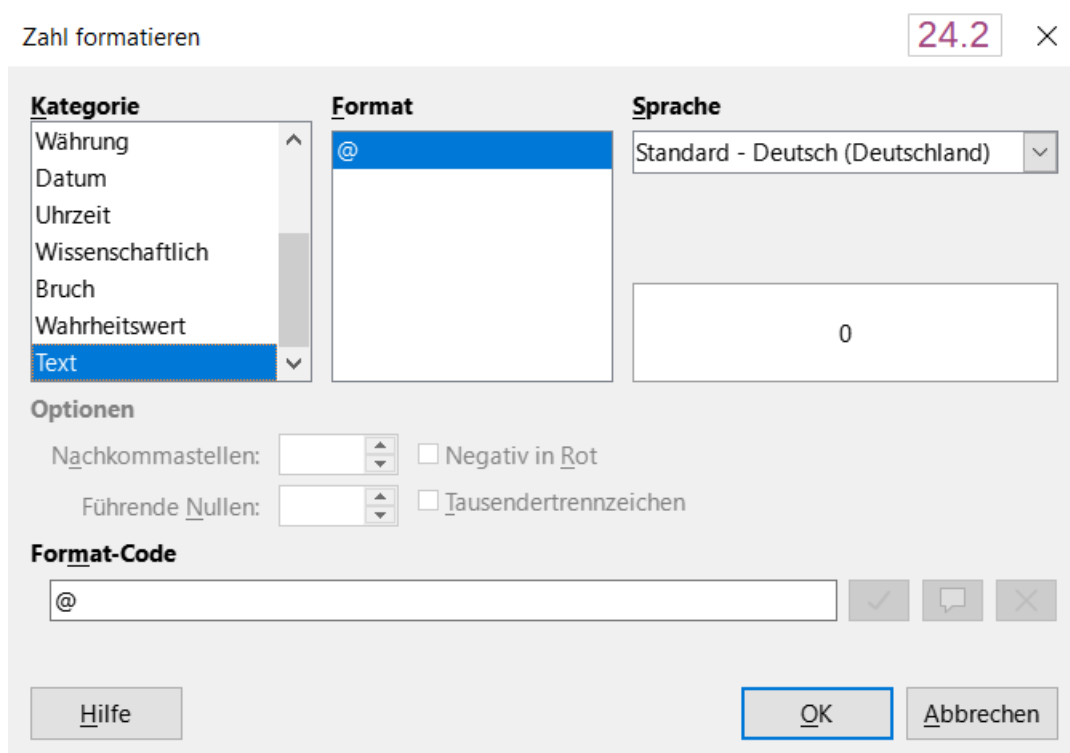 Zahl formatieren
24.2
Kategorie
Währung
Datum
Uhrzeit
Wissenschaftlich
Bruch
Wahrheitswert
Text
Format
@
Sprache
Standard - Deutsch (Deutschland)
0
Optionen
Nachkommastellen:
Negativ in Rot
Führende Nullen:
Tausendertrennzeichen
Format-Code
@
Hilfe
OK
Abbrechen